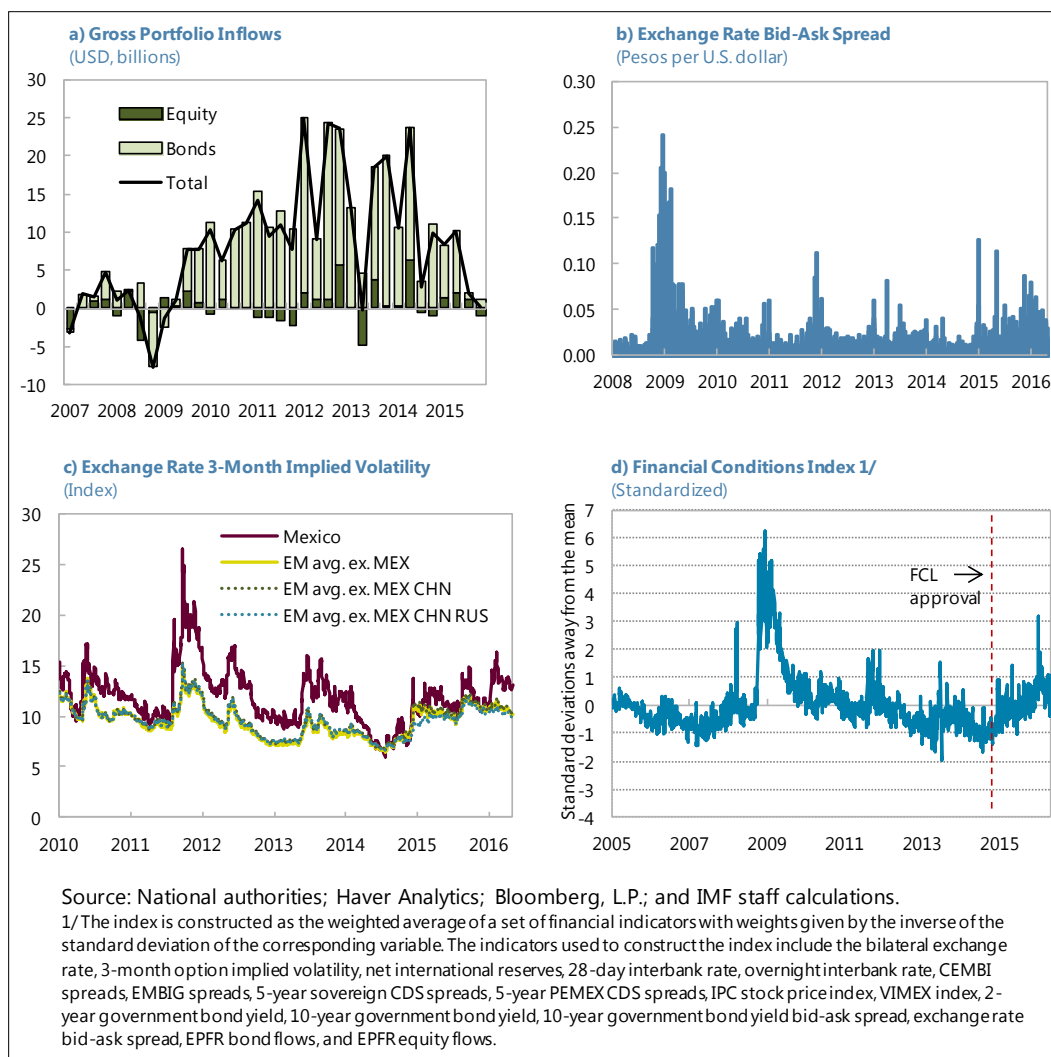 a) Gross Portfolio Inflows
(USD, billions)
30
25
20
15
10
5
0
-5
-10
Equity
Bonds
Total
2007 2008 2009 2010 2011 2012 2013 2014 2015
b) Exchange Rate Bid-Ask Spread
(Pesos per U.S. dollar)
0.30
0.25
0.20
0.15
0.10
0.05
0.00
2008 2009 2010 2011 2012 2013 2014 2015 2016
c) Exchange Rate 3-Month Implied Volatility
(Index)
30
25
20
15
10
5
0
Mexico
EM avg. ex. MEX
EM avg. ex. MEX CHN
EM avg. ex. MEX CHN RUS
2010 2011 2012 2013 2014 2015 2016
d) Financial Conditions Index 1/
(Standardized)
Standard deviations away from the mean
7
6
5
4
3
2
1
0
-1
-2
-3
-4
FCL
approval
2005 2007 2009 2011 2013 2015
Source: National authorities; Haver Analytics; Bloomberg, L.P.; and IMF staff calculations.
1/ The index is constructed as the weighted average of a set of financial indicators with weights given by the inverse of the
standard deviation of the corresponding variable. The indicators used to construct the index include the bilateral exchange
rate, 3-month option implied volatility, net international reserves, 28-day interbank rate, overnight interbank rate, CEMBI
spreads, EMBIG spreads, 5-year sovereign CDS spreads, 5-year PEMEX CDS spreads, IPC stock price index, VIMEX index, 2-
year government bond yield, 10-year government bond yield, 10-year government bond yield bid-ask spread, exchange rate
bid-ask spread, EPFR bond flows, and EPFR equity flows.